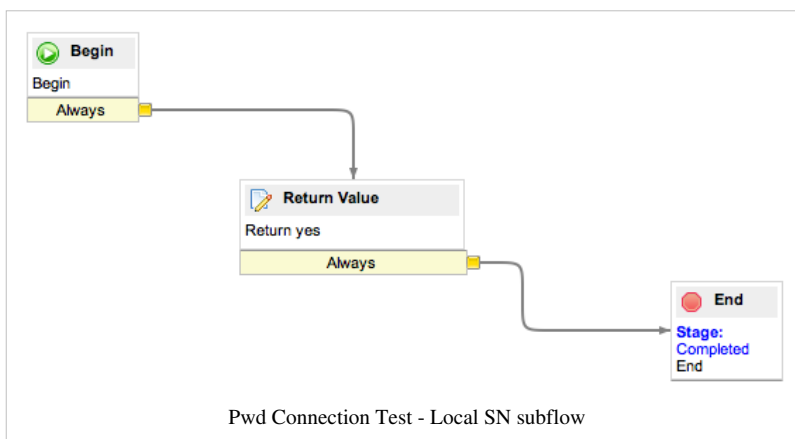 Begin
Begin
Always
Return Value
Return yes
Always
End
Stage:
Completed
End
Pwd Connection Test - Local SN subflow